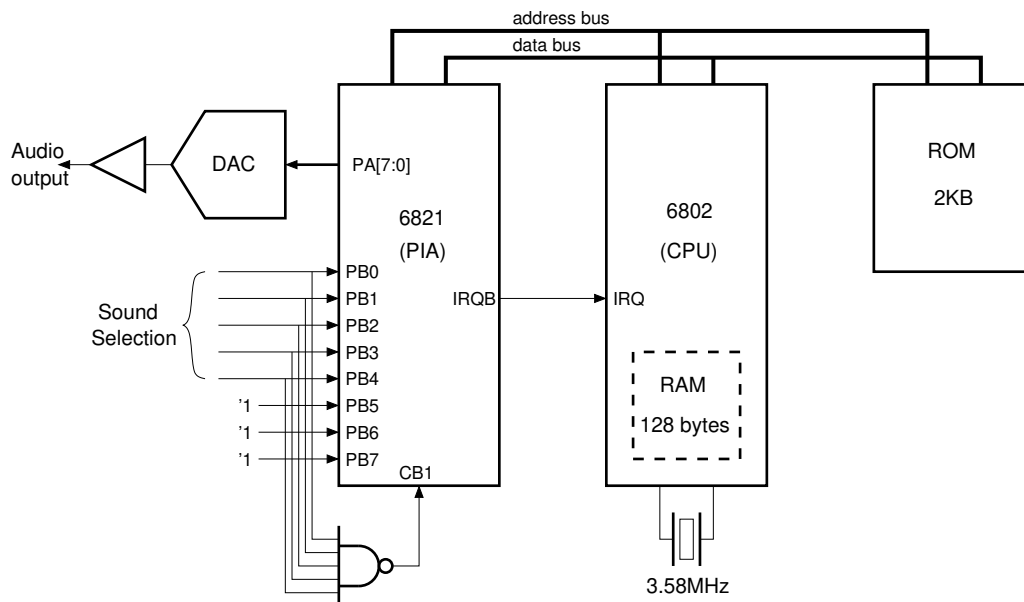 address bus
data bus
Audio
output
DAC
PA[7:0]
6821
(PIA)
6802
(CPU)
ROM
2KB
Sound
Selection
PB0
PB1
PB2
PB3
PB4
'1
PB5
'1
PB6
'1
PB7
CB1
IRQB
IRQ
RAM
128 bytes
3.58MHz